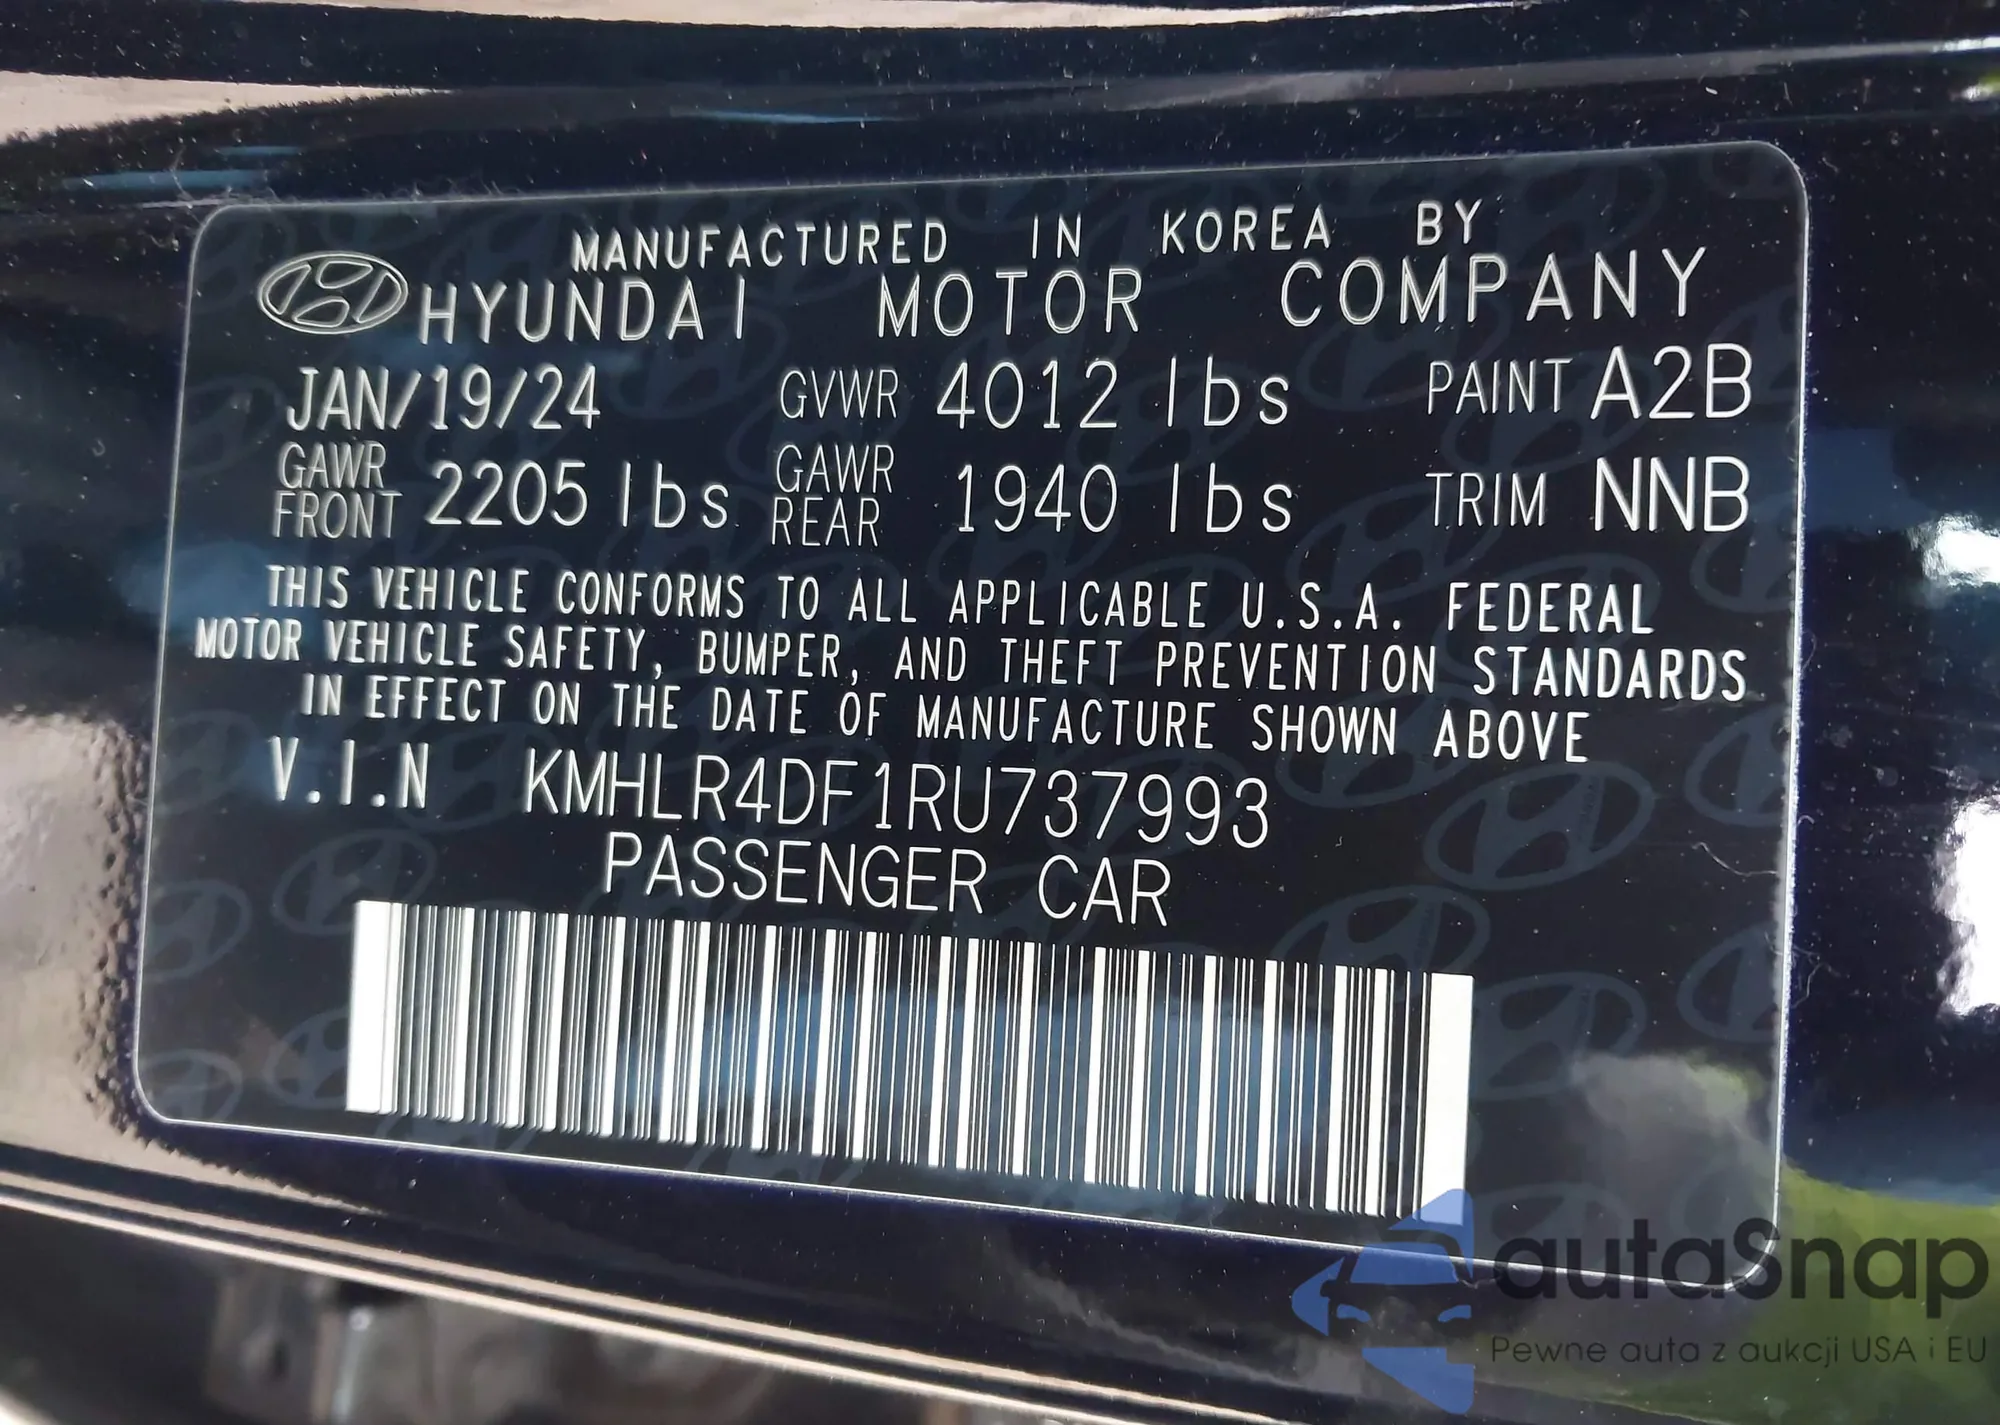 MANUFACTURED IN KOREA BY
HYUNDAI MOTOR COMPANY
JAN/19/24 GVWR 4012 lbs PAINT A2B
GAWR FRONT 2205 lbs GAWR REAR 1940 lbs TRIM NNB
THIS VEHICLE CONFORMS TO ALL APPLICABLE U.S.A. FEDERAL
MOTOR VEHICLE SAFETY, BUMPER, AND THEFT PREVENTION STANDARDS
IN EFFECT ON THE DATE OF MANUFACTURE SHOWN ABOVE
V.I.N KMHLR4DF1RU737993
PASSENGER CAR
autaSnap
Pewne auta z aukcji USA i EU